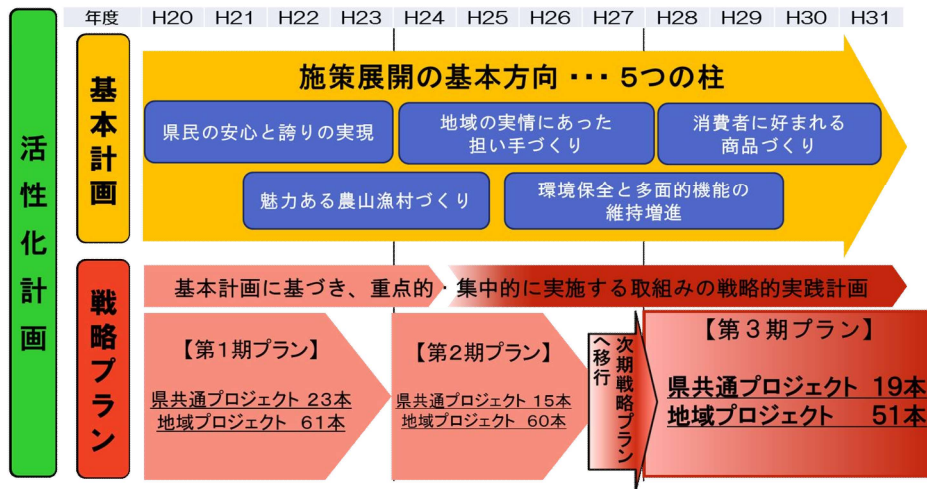 年度 H20 H21 H22 H23 H24 H25 H26 H27 H28 H29 H30 H31
活性化計画
基本計画
施策展開の基本方向 ・・・ 5つの柱
県民の安心と誇りの実現
地域の実情にあった
担い手づくり
消費者に好まれる
商品づくり
魅力ある農山漁村づくり
環境保全と多面的機能の
維持増進
戦略プラン
基本計画に基づき、重点的・集中的に実施する取組みの戦略的実践計画
【第1期プラン】
県共通プロジェクト 23本
地域プロジェクト 61本
【第2期プラン】
県共通プロジェクト 15本
地域プロジェクト 60本
次期戦略プラン
へ移行
【第3期プラン】
県共通プロジェクト 19本
地域プロジェクト 51本